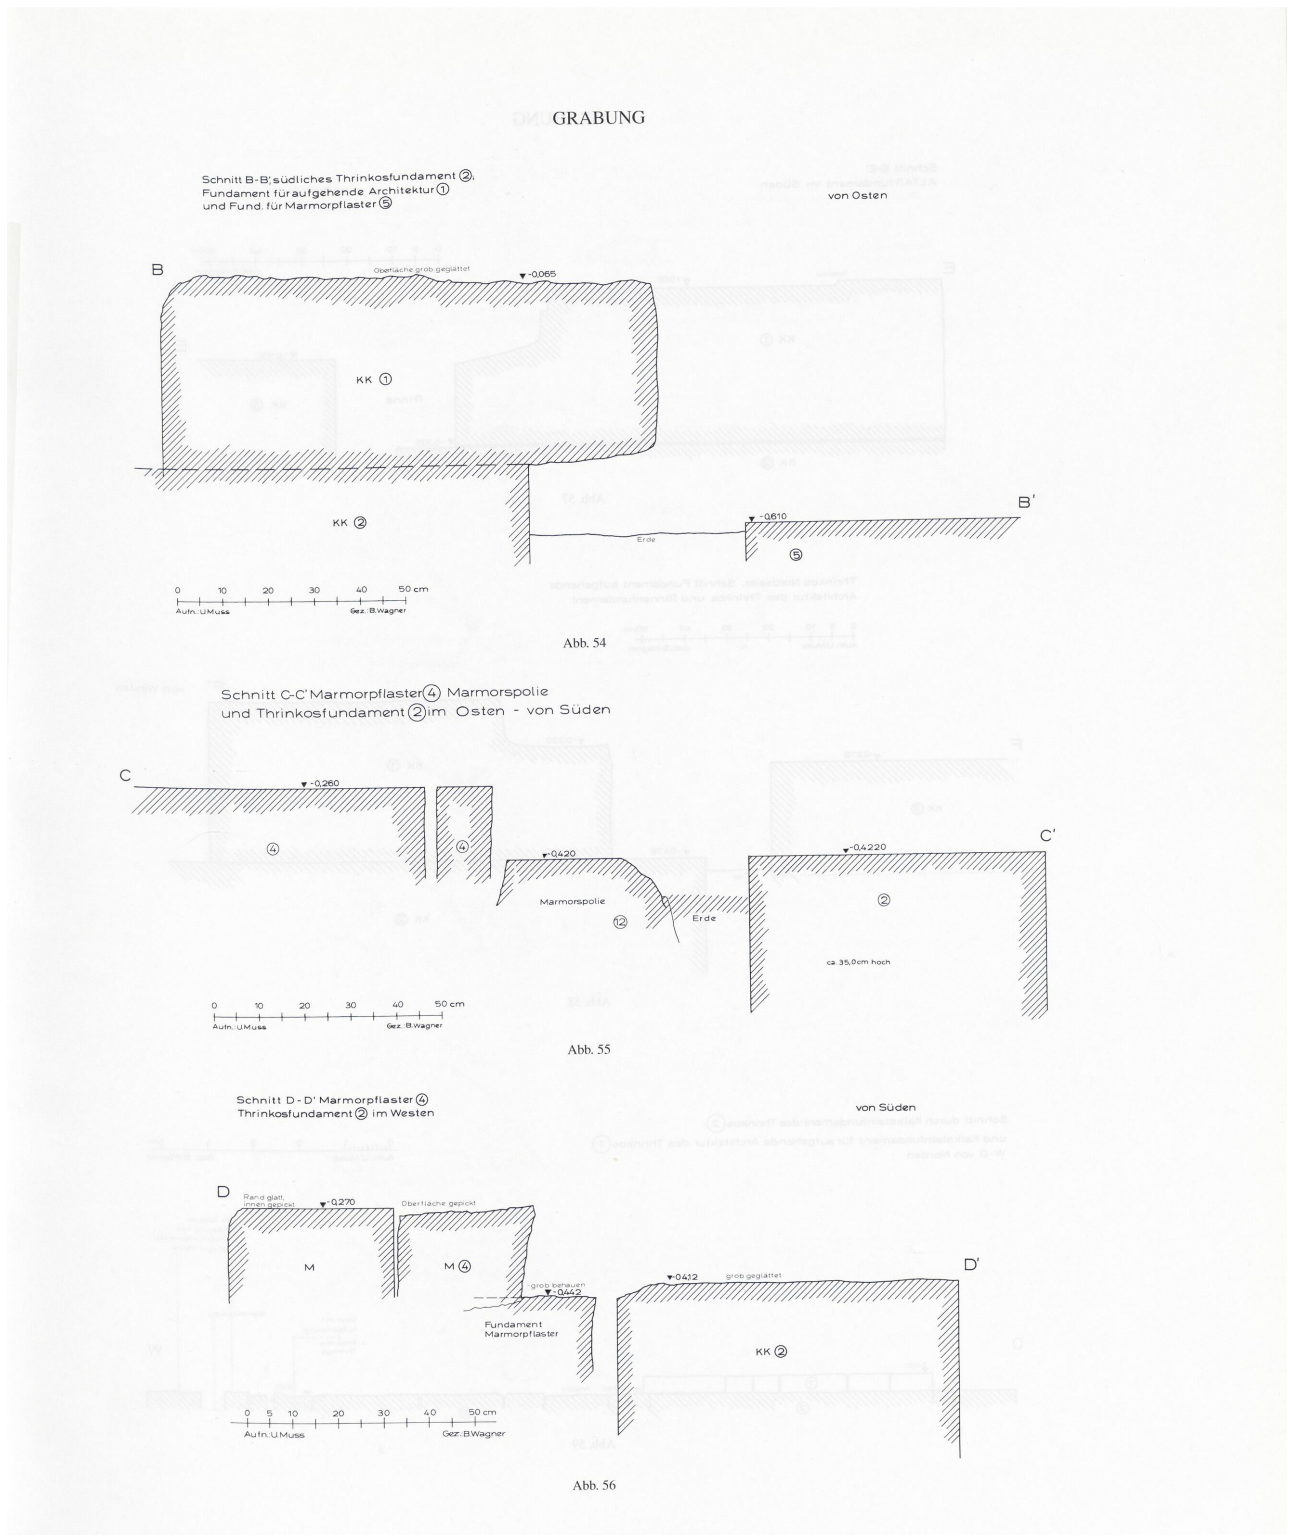 GRABUNG
Schnitt B-B', südliches Thrinkosfundament ②,
Fundament für aufgehende Architektur ①
und Fund. für Marmorpflaster ⑤
von Osten
B
Oberfläche grob geglättet
-0,065
KK ①
KK ②
B'
-0,610
Erde
⑤
0 10 20 30 40 50 cm
Aufn.: U.Muss Gez.: B.Wagner
Abb. 54
Schnitt C-C' Marmorpflaster ④ Marmorspolie
und Thrinkosfundament ② im Osten - von Süden
C
-0,260
C'
④ ④
-0,420
-0,4220
Marmorspolie
⑫
Erde
②
ca. 35,0cm hoch
0 10 20 30 40 50 cm
Aufn.: U.Muss Gez.: B.Wagner
Abb. 55
Schnitt D-D' Marmorpflaster ④
Thrinkosfundament ② im Westen
von Süden
D
Rand glatt,
innen gepickt
-0,270
Oberfläche gepickt
M
M ④
D'
grob behauen
-0,442
-0,412
grob geglättet
Fundament
Marmorpflaster
KK ②
0 5 10 20 30 40 50 cm
Aufn.: U.Muss Gez.: B.Wagner
Abb. 56